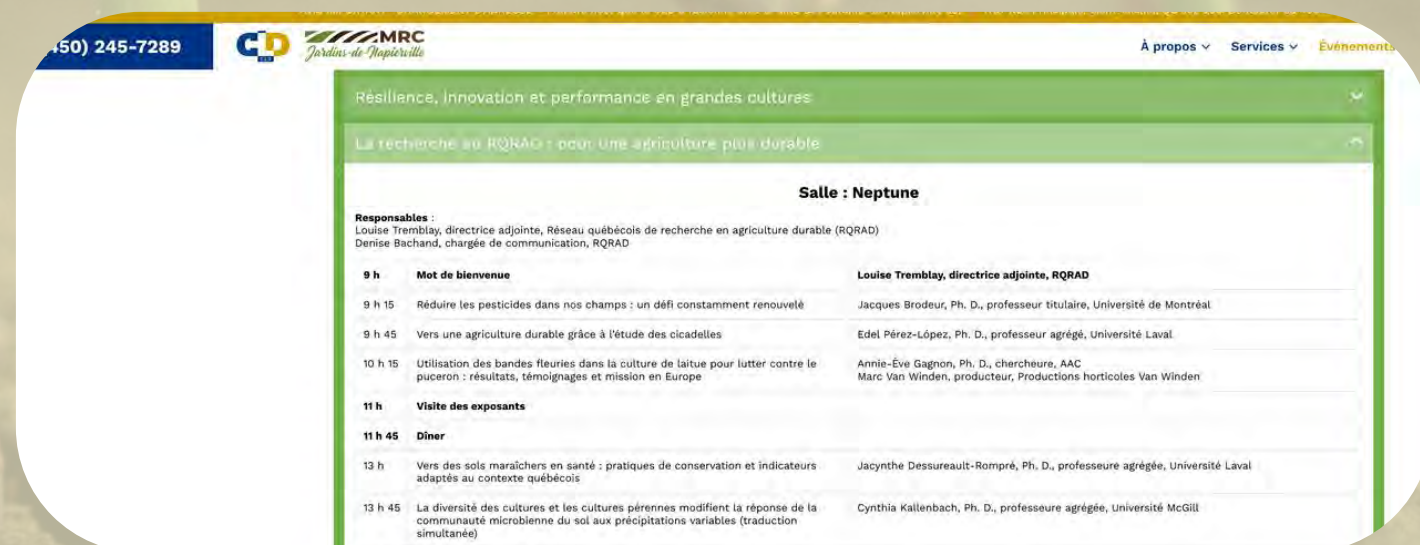 50) 245-7289
CLD
MRC
Jardins-de-Napierville
À propos
Services
Événements
Résilience, innovation et performance en grandes cultures
La recherche au RQRAD : pour une agriculture plus durable
Salle : Neptune
Responsables :
Louise Tremblay, directrice adjointe, Réseau québécois de recherche en agriculture durable (RQRAD)
Denise Bachand, chargée de communication, RQRAD
9 h Mot de bienvenue Louise Tremblay, directrice adjointe, RQRAD
9 h 15 Réduire les pesticides dans nos champs : un défi constamment renouvelé Jacques Brodeur, Ph. D., professeur titulaire, Université de Montréal
9 h 45 Vers une agriculture durable grâce à l'étude des cicadelles Edel Pérez-López, Ph. D., professeur agrégé, Université Laval
10 h 15 Utilisation des bandes fleuries dans la culture de laitue pour lutter contre le Annie-Ève Gagnon, Ph. D., chercheure, AAC
puceron : résultats, témoignages et mission en Europe Marc Van Winden, producteur, Productions horticoles Van Winden
11 h Visite des exposants
11 h 45 Dîner
13 h Vers des sols maraîchers en santé : pratiques de conservation et indicateurs Jacynthe Dessureault-Rompré, Ph. D., professeure agrégée, Université Laval
adaptés au contexte québécois
13 h 45 La diversité des cultures et les cultures pérennes modifient la réponse de la Cynthia Kallenbach, Ph. D., professeure agrégée, Université McGill
communauté microbienne du sol aux précipitations variables (traduction
simultanée)